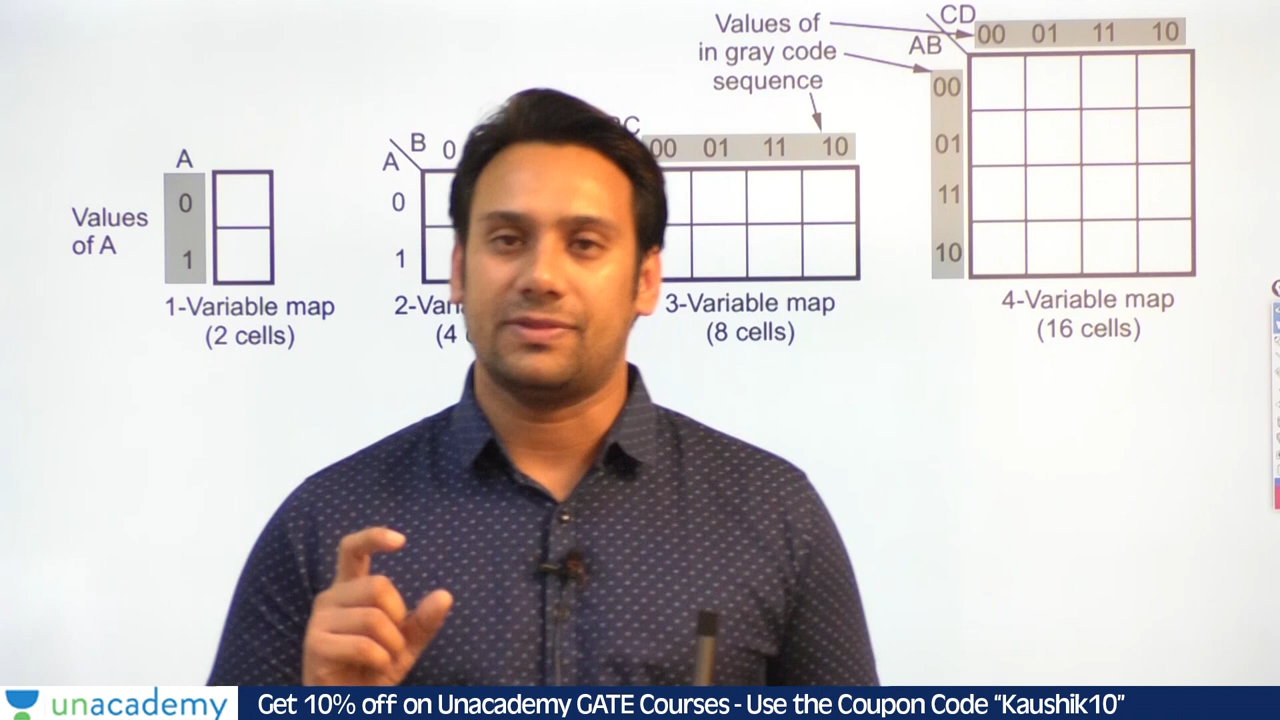 Values of
in gray code
sequence
CD
AB
00 01 11 10
00
01
11
10
4-Variable map
(16 cells)
A
Values
of A
0
1
1-Variable map
(2 cells)
B
A
0
0
1
(4
C
00 01 11 10
3-Variable map
(8 cells)
unacademy
Get 10% off on Unacademy GATE Courses - Use the Coupon Code “Kaushik10”